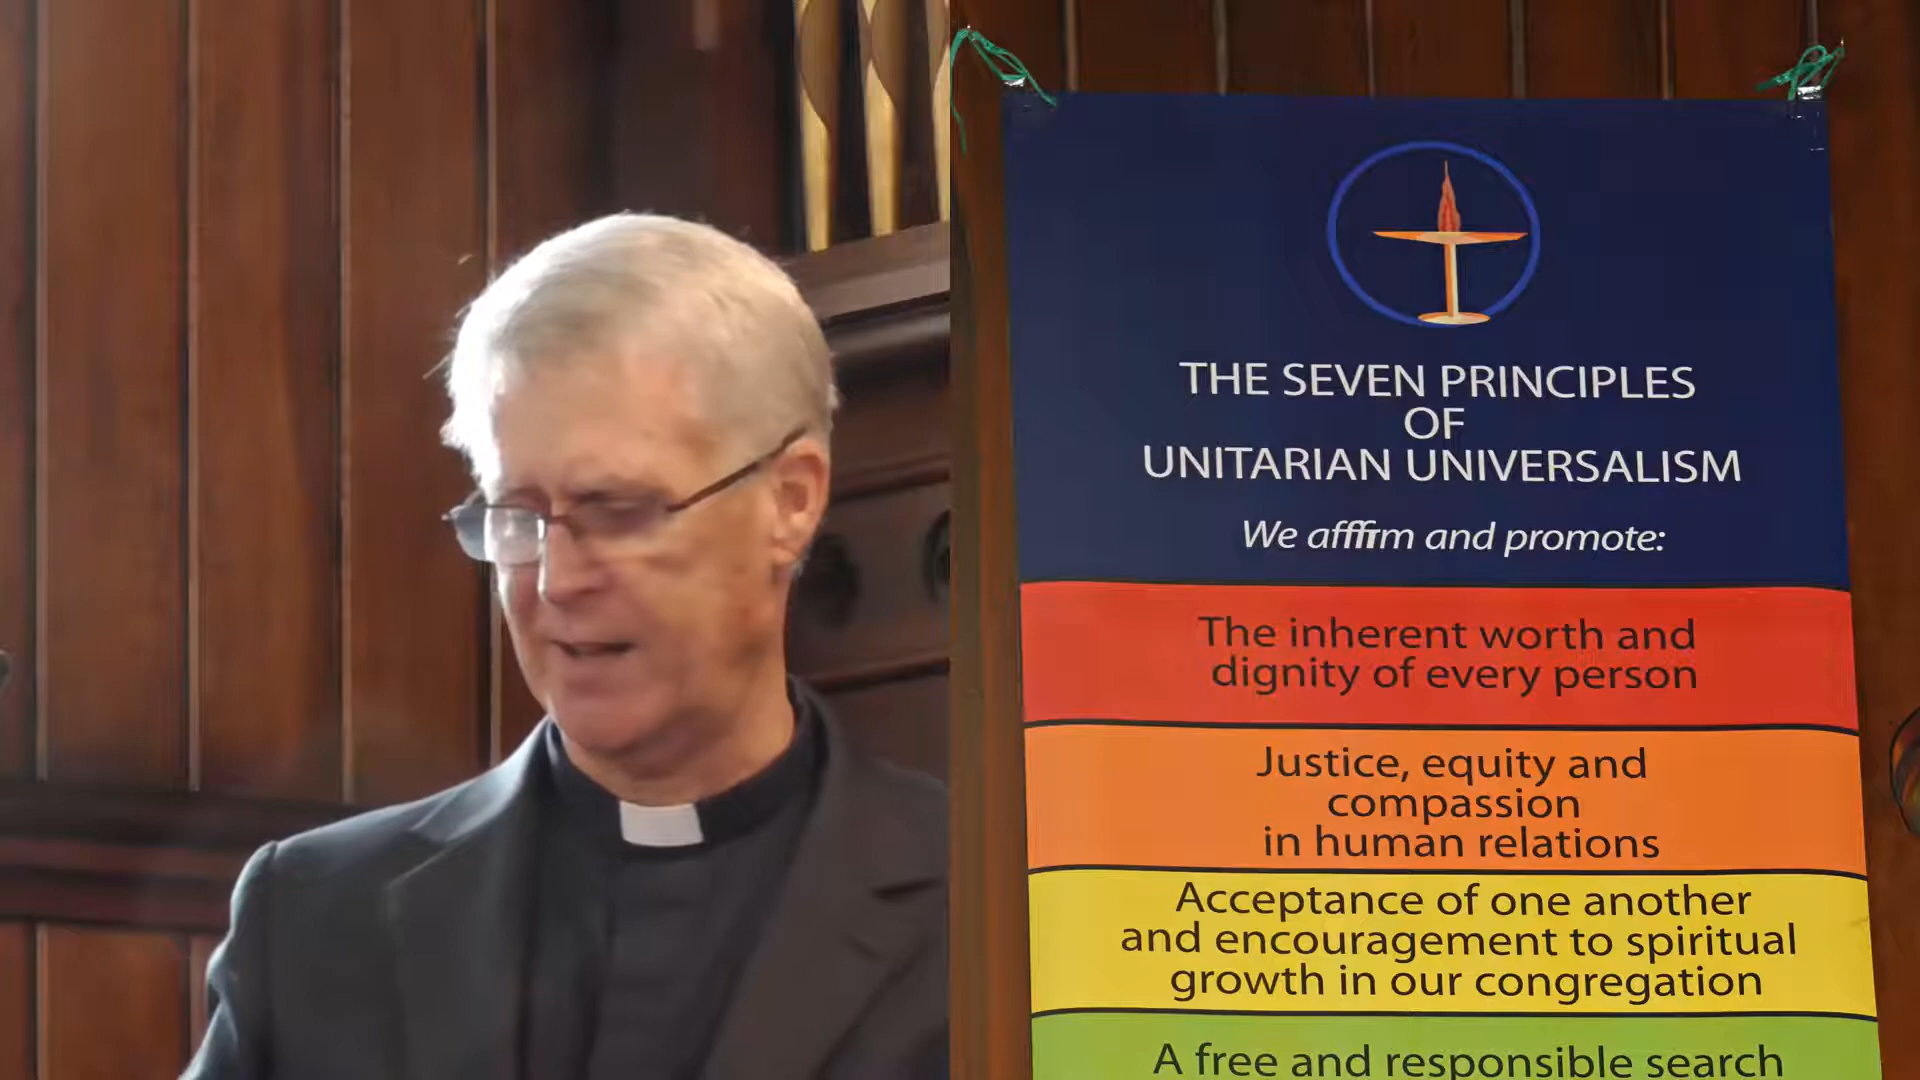 THE SEVEN PRINCIPLES
OF
UNITARIAN UNIVERSALISM
We affirm and promote:
The inherent worth and
dignity of every person
Justice, equity and
compassion
in human relations
Acceptance of one another
and encouragement to spiritual
growth in our congregation
A free and responsible search